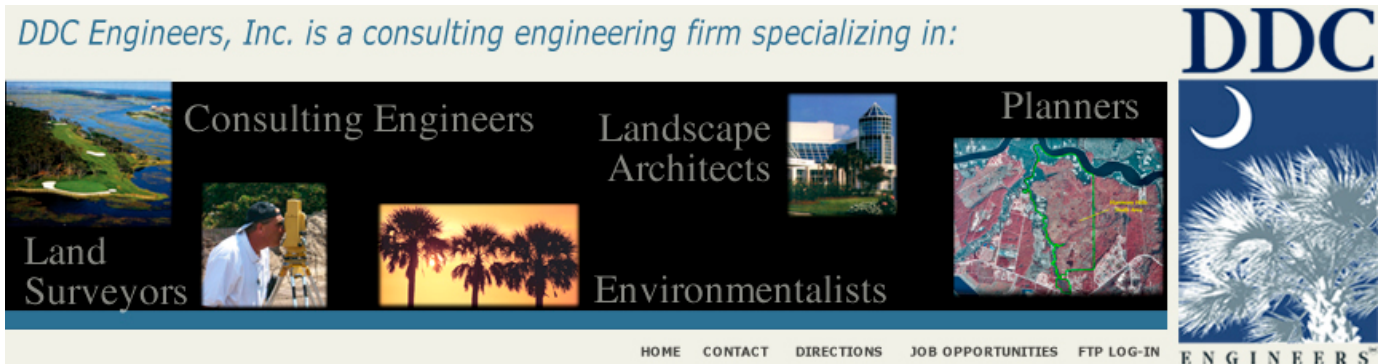 DDC Engineers, Inc. is a consulting engineering firm specializing in:
DDC
Consulting Engineers
Landscape
Architects
Planners
Land
Surveyors
Environmentalists
HOME CONTACT DIRECTIONS JOB OPPORTUNITIES FTP LOG-IN
ENGINEERS™